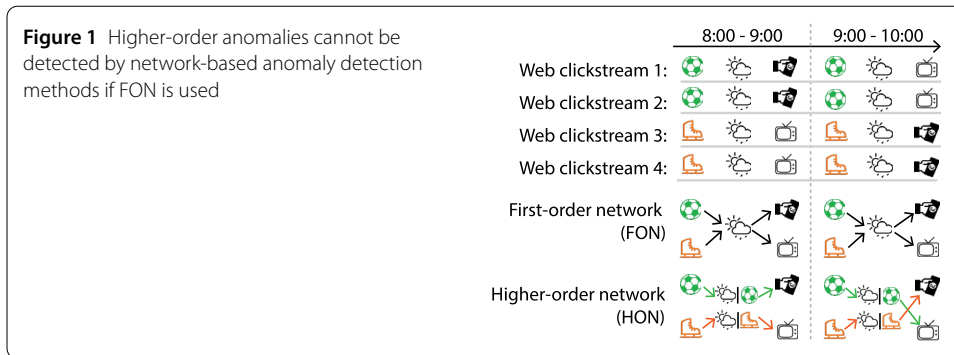 Figure 1 Higher-order anomalies cannot be
detected by network-based anomaly detection
methods if FON is used
8:00 - 9:00 9:00 - 10:00
Web clickstream 1:
Web clickstream 2:
Web clickstream 3:
Web clickstream 4:
First-order network
(FON)
Higher-order network
(HON)